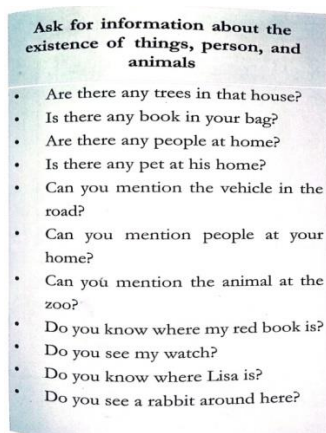 Ask for information about the
existence of things, person, and
animals
• Are there any trees in that house?
• Is there any book in your bag?
• Are there any people at home?
• Is there any pet at his home?
• Can you mention the vehicle in the
road?
• Can you mention people at your
home?
• Can you mention the animal at the
zoo?
• Do you know where my red book is?
• Do you see my watch?
• Do you know where Lisa is?
• Do you see a rabbit around here?